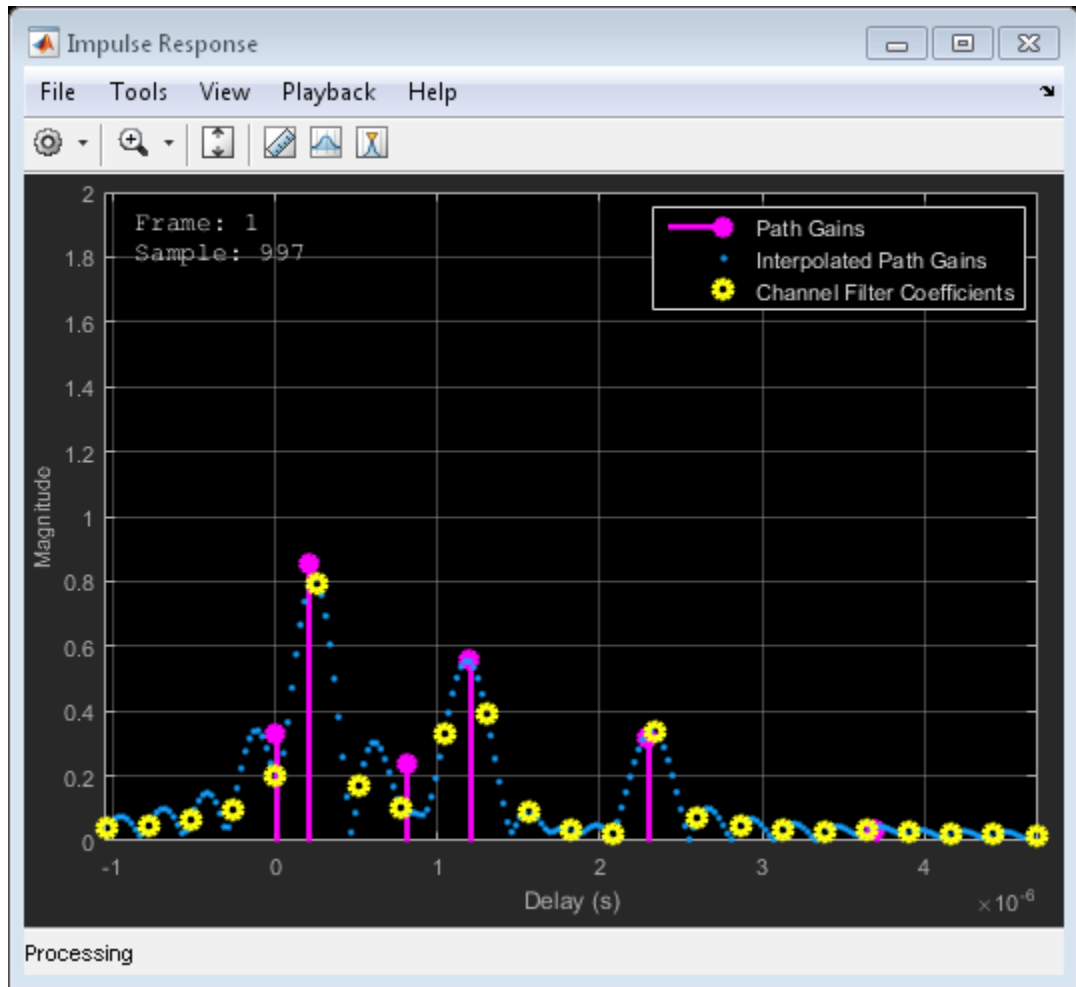 Impulse Response
File Tools View Playback Help
Frame: 1
Sample: 997
Path Gains
Interpolated Path Gains
Channel Filter Coefficients
2
1.8
1.6
1.4
1.2
1
0.8
0.6
0.4
0.2
0
Magnitude
-1 0 1 2 3 4
Delay (s)
×10⁻⁶
Processing